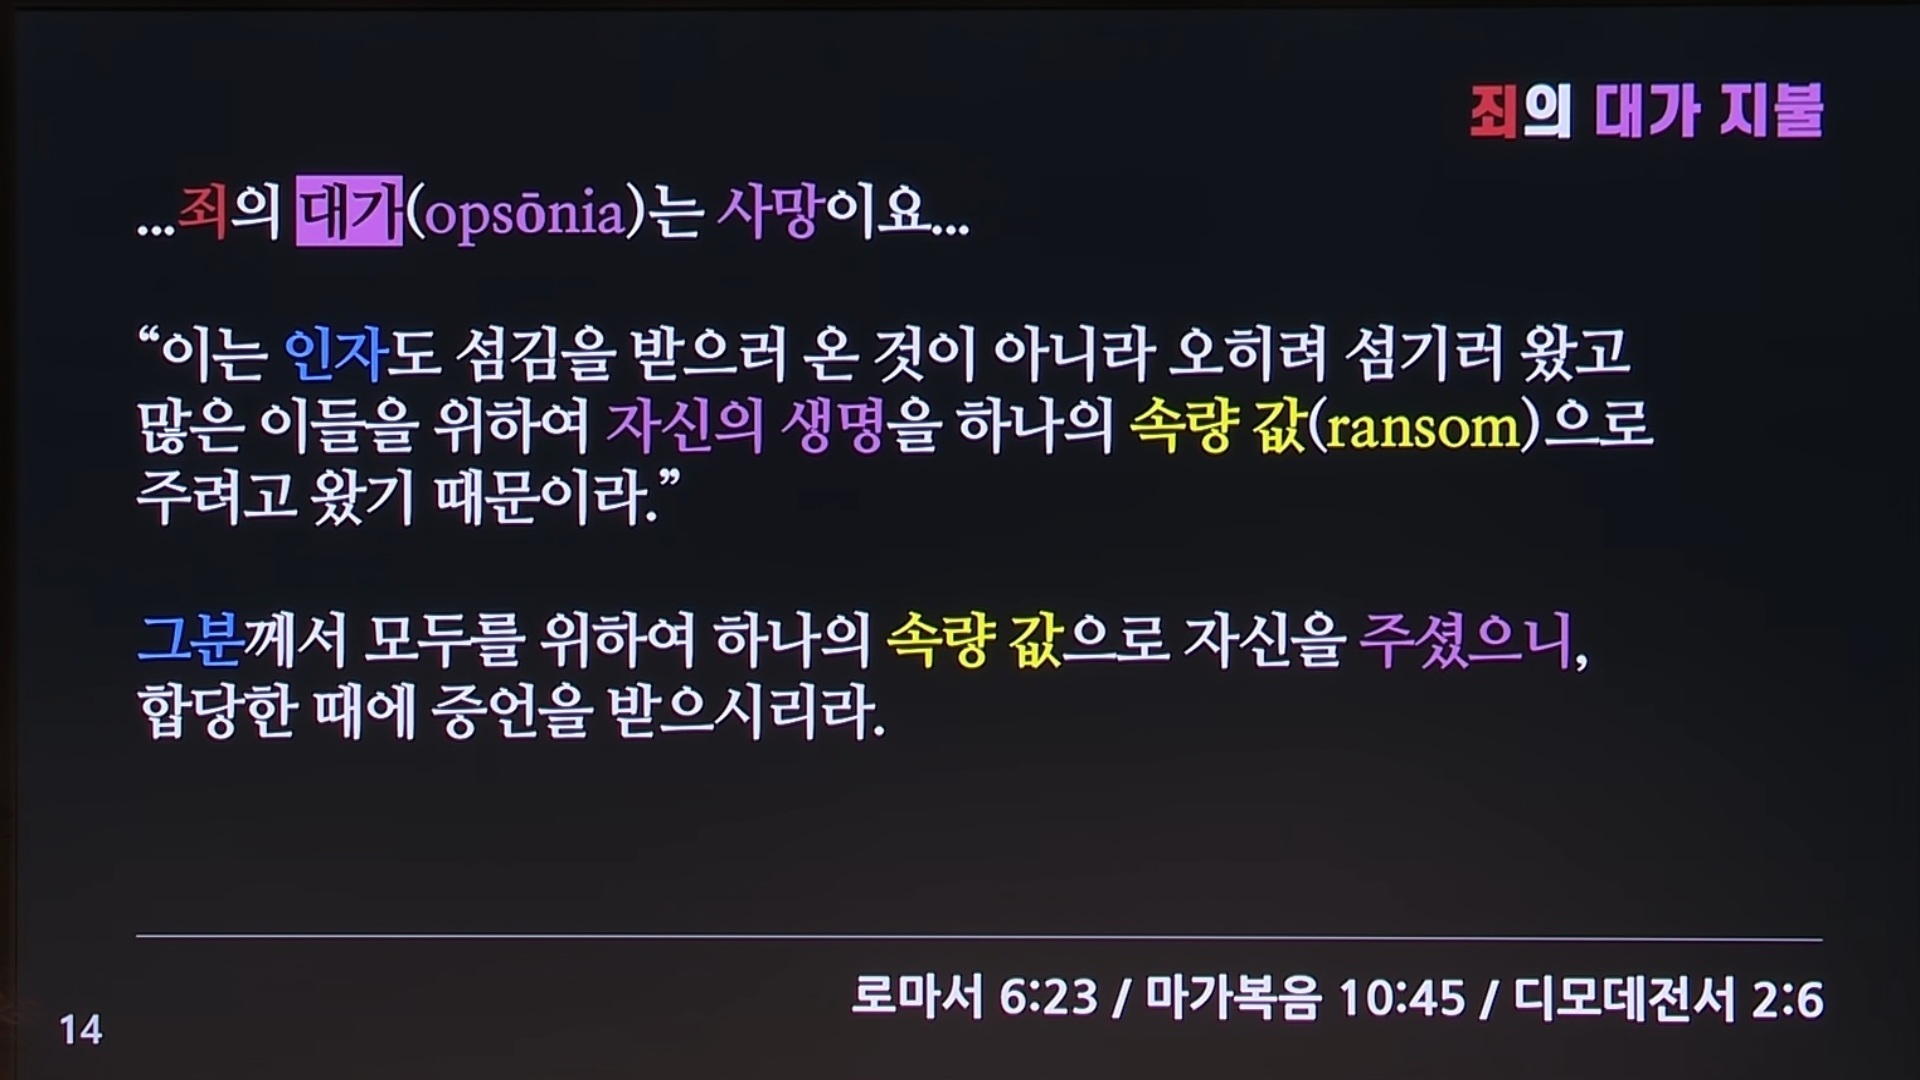 죄의 대가 지불
...죄의 대가(opsōnia)는 사망이요...
“이는 인자도 섬김을 받으러 온 것이 아니라 오히려 섬기러 왔고
많은 이들을 위하여 자신의 생명을 하나의 속량 값(ransom)으로
주려고 왔기 때문이라.”
그분께서 모두를 위하여 하나의 속량 값으로 자신을 주셨으니,
합당한 때에 증언을 받으시리라.
로마서 6:23 / 마가복음 10:45 / 디모데전서 2:6
14